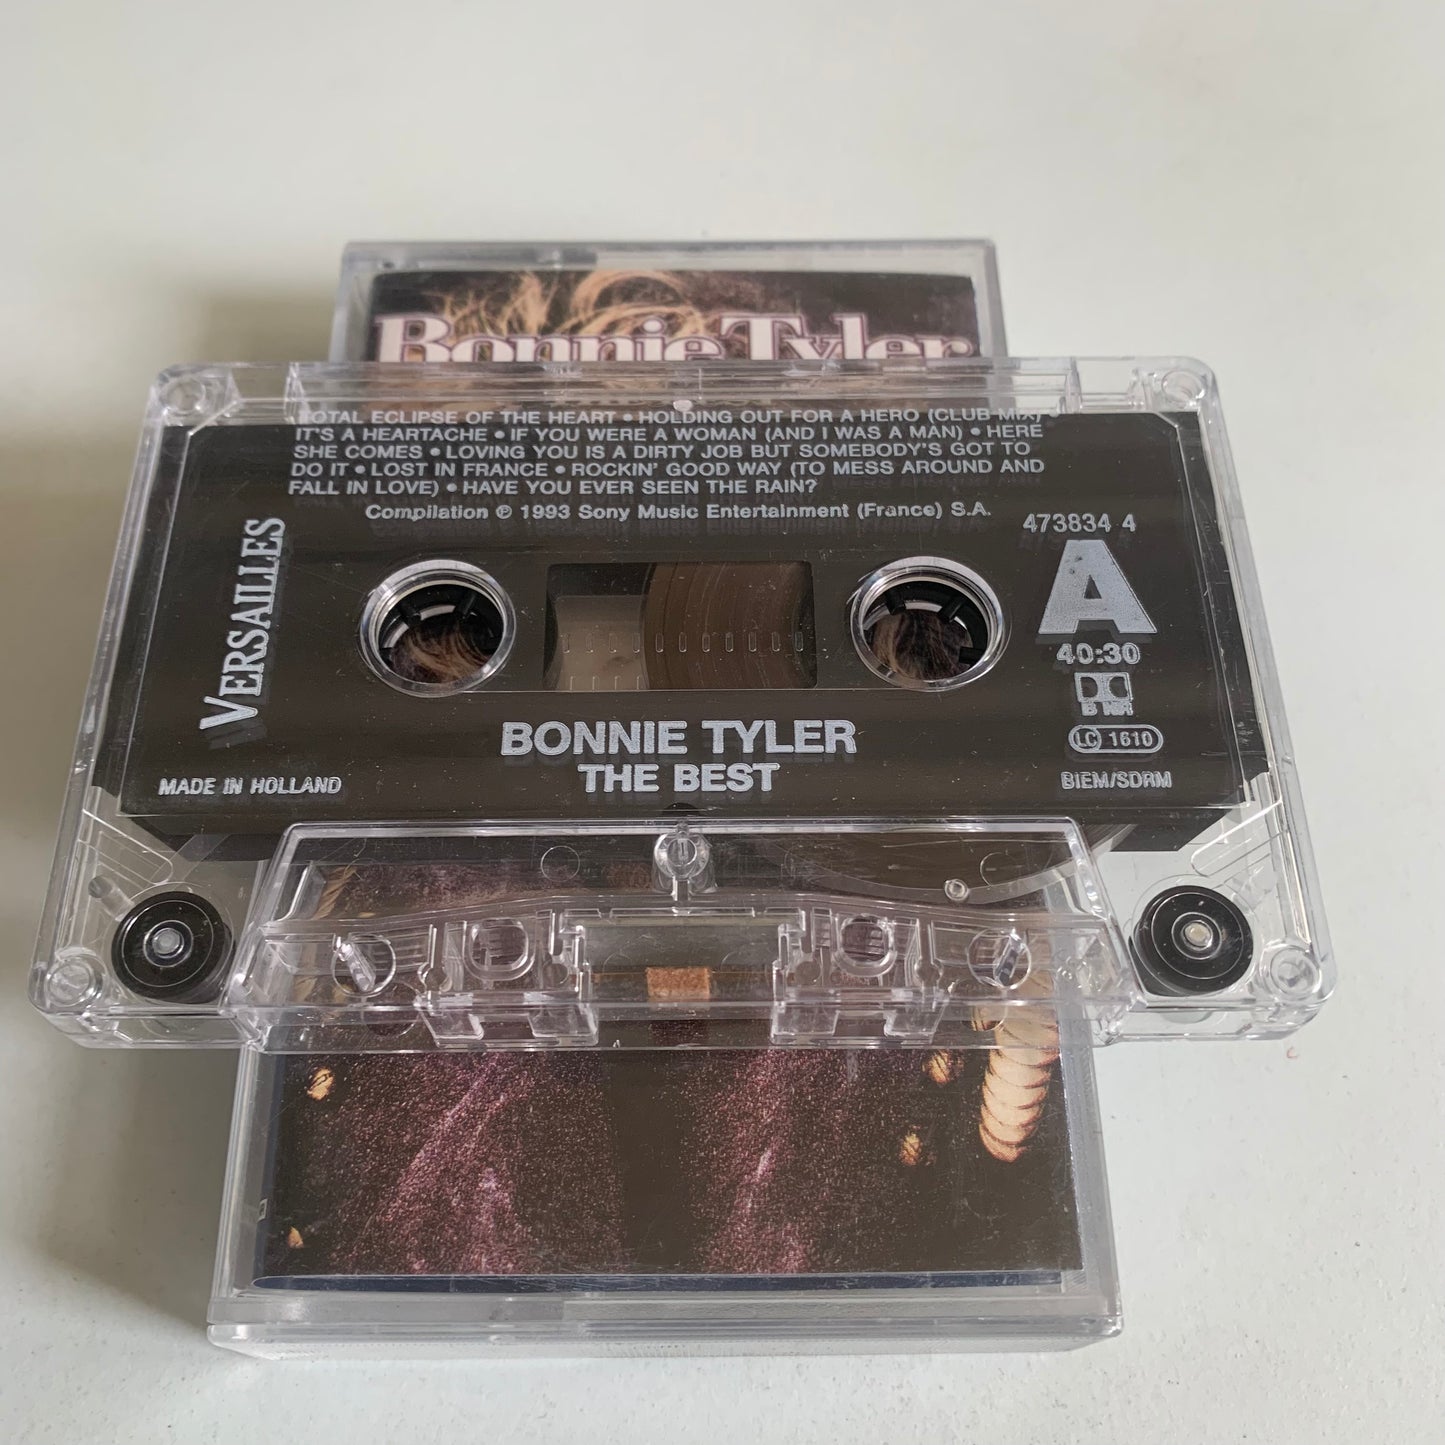 Bonnie Tyler
TOTAL ECLIPSE OF THE HEART • HOLDING OUT FOR A HERO (CLUB MIX) •
IT'S A HEARTACHE • IF YOU WERE A WOMAN (AND I WAS A MAN) • HERE
SHE COMES • LOVING YOU IS A DIRTY JOB BUT SOMEBODY'S GOT TO
DO IT • LOST IN FRANCE • ROCKIN' GOOD WAY (TO MESS AROUND AND
FALL IN LOVE) • HAVE YOU EVER SEEN THE RAIN?
Compilation ℗ 1993 Sony Music Entertainment (France) S.A.
473834 4
A
40:30
B NR
LC 1610
BIEM/SDRM
VERSAILLES
BONNIE TYLER
THE BEST
MADE IN HOLLAND